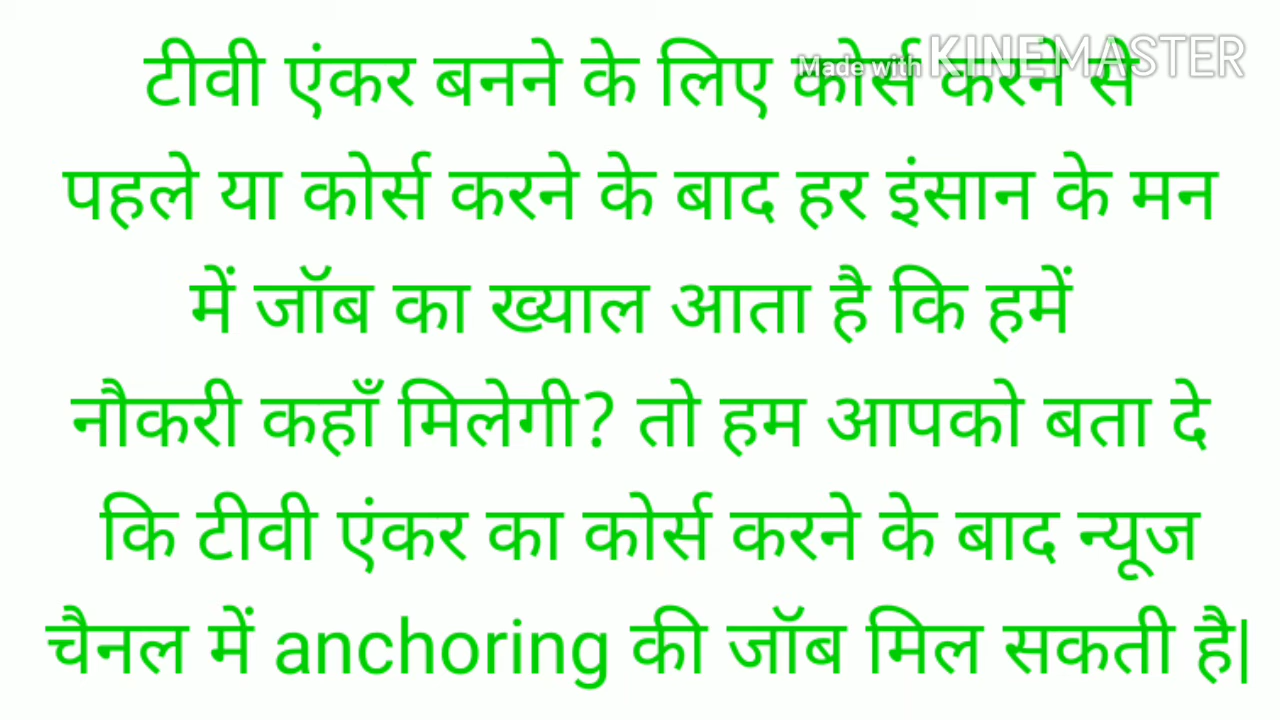 Made with KINEMASTER
टीवी एंकर बनने के लिए कोर्स करने से
पहले या कोर्स करने के बाद हर इंसान के मन
में जॉब का ख्याल आता है कि हमें
नौकरी कहाँ मिलेगी? तो हम आपको बता दे
कि टीवी एंकर का कोर्स करने के बाद न्यूज
चैनल में anchoring की जॉब मिल सकती है|